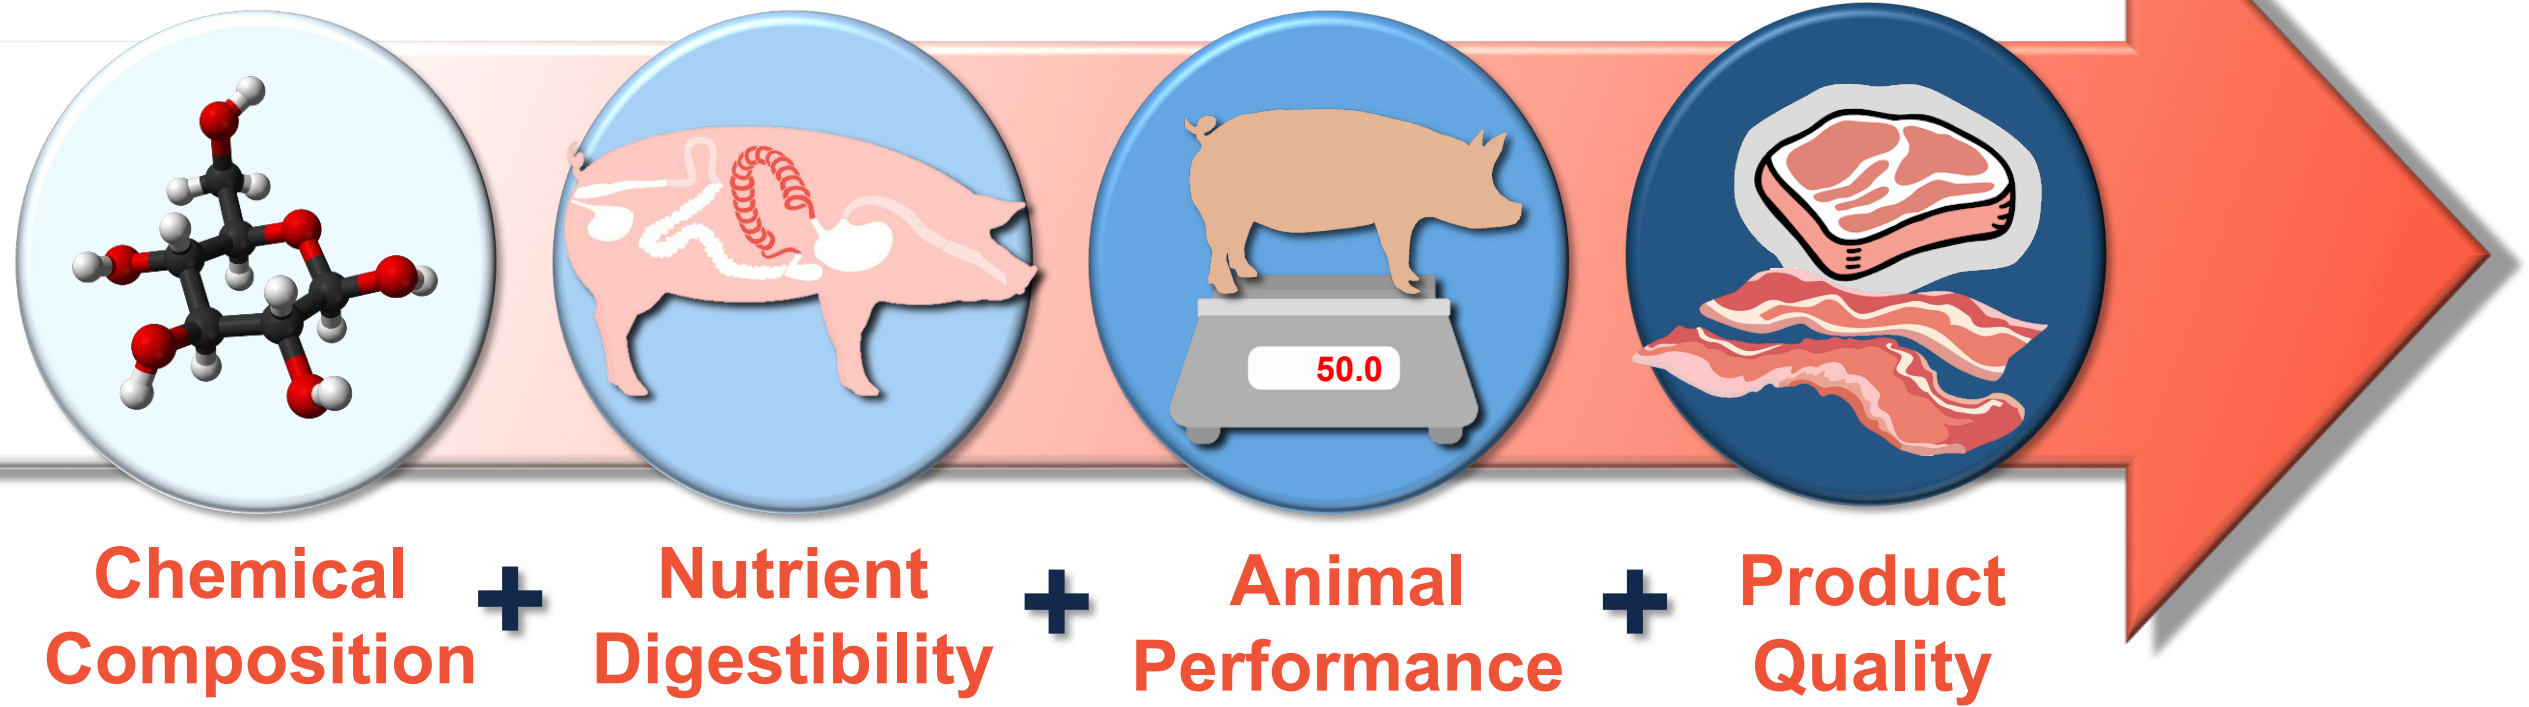 50.0
Chemical
Composition
+
Nutrient
Digestibility
+
Animal
Performance
+
Product
Quality